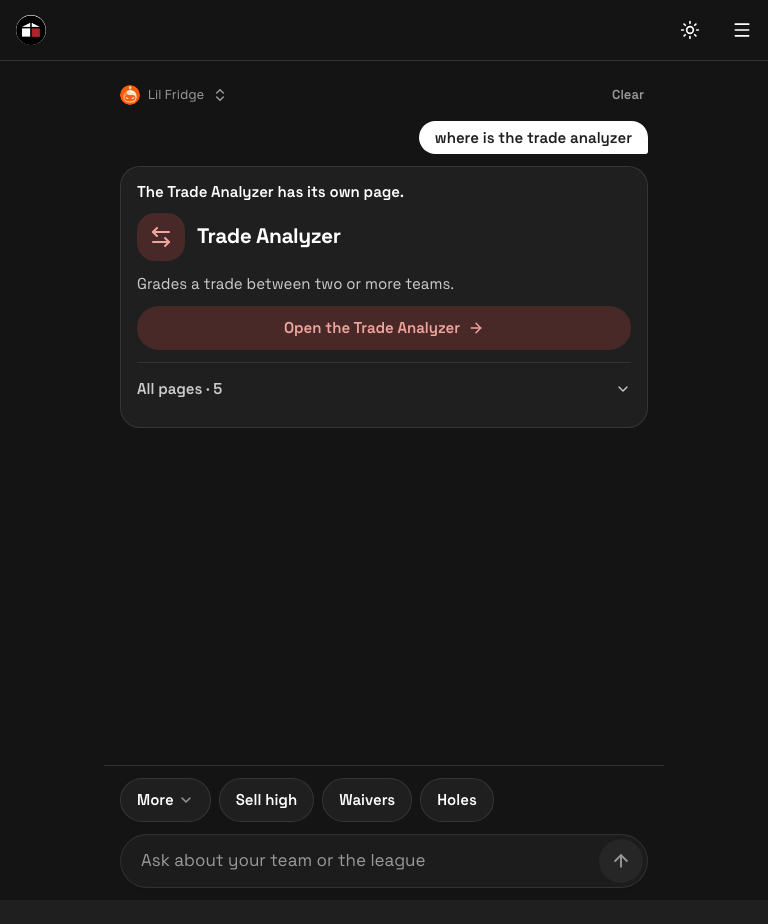 Lil Fridge
Clear
where is the trade analyzer
The Trade Analyzer has its own page.
Trade Analyzer
Grades a trade between two or more teams.
Open the Trade Analyzer →
All pages · 5
More
Sell high
Waivers
Holes
Ask about your team or the league